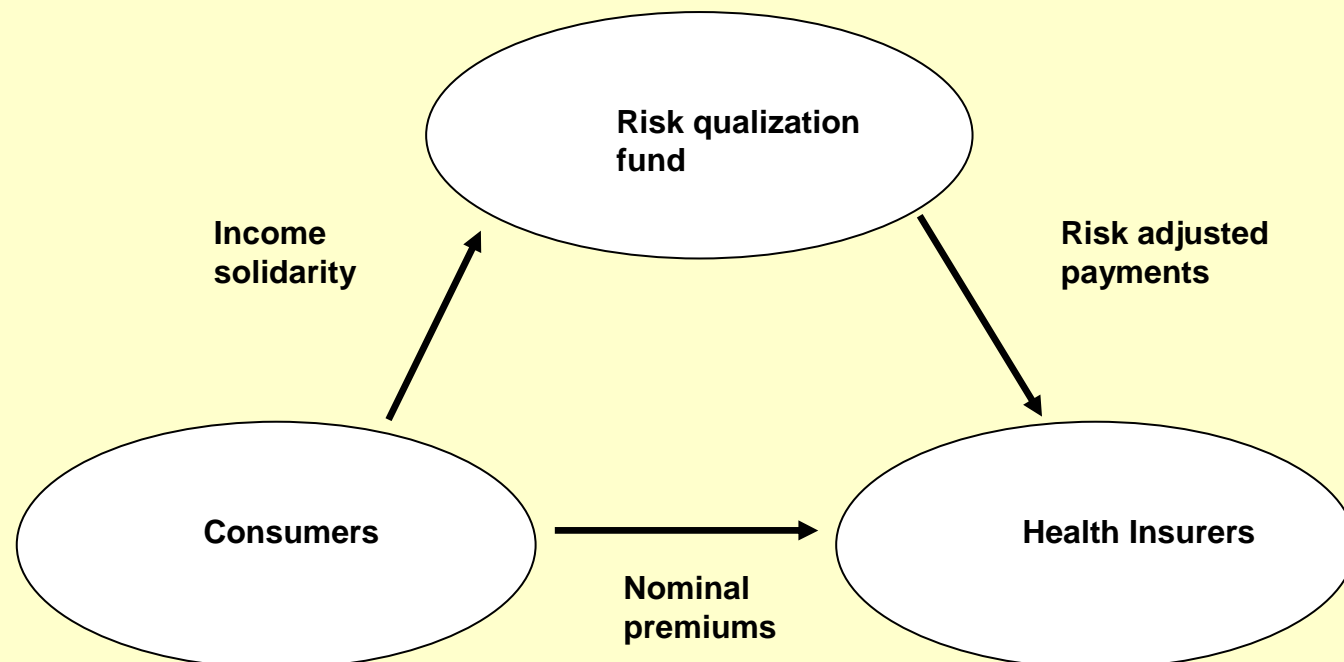 Risk qualization
fund
Income
solidarity
Risk adjusted
payments
Consumers
Health Insurers
Nominal
premiums